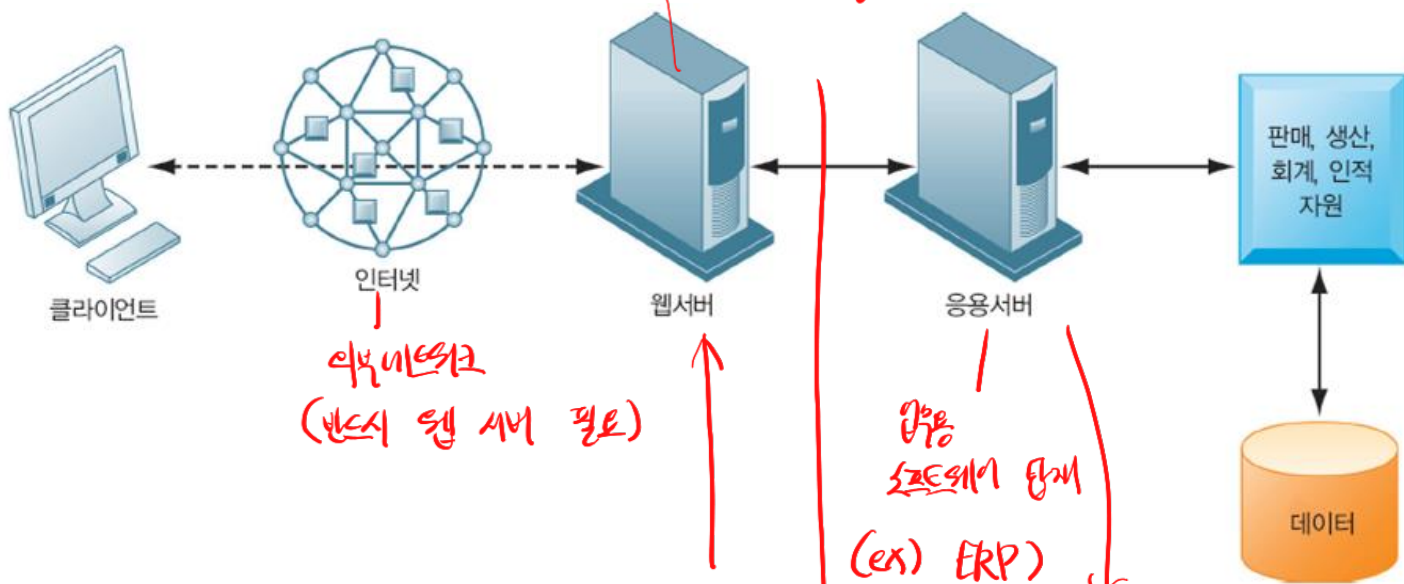 판매, 생산,
회계, 인적
자원
인터넷
클라이언트
웹서버
응용서버
외부네트워크
(반드시 웹 서버 필요)
업무용
소프트웨어 탑재
(ex) ERP)
데이터